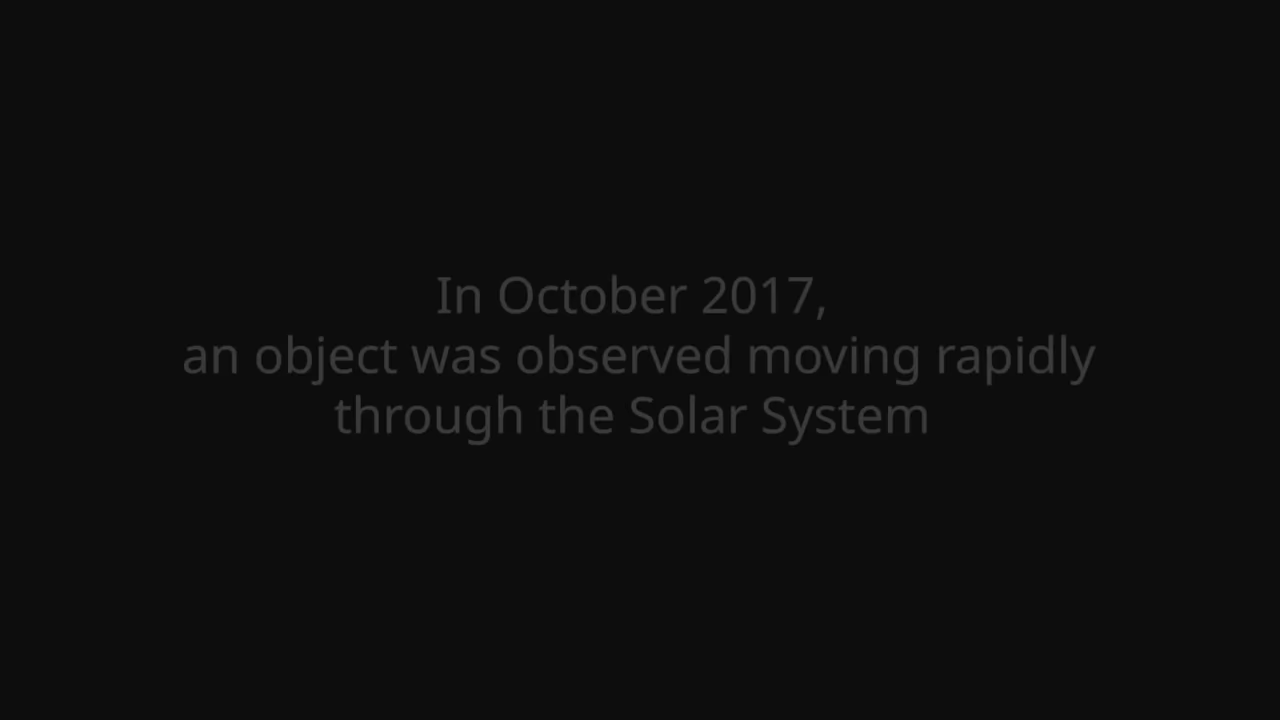 In October 2017,
an object was observed moving rapidly
through the Solar System